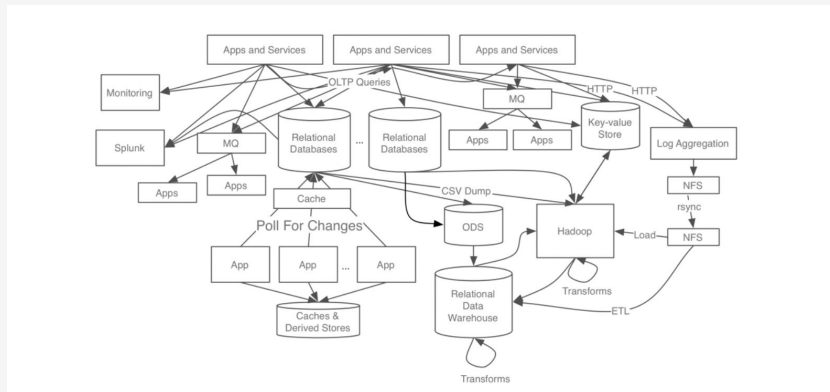 Apps and Services
Apps and Services
Apps and Services
OLTP Queries
HTTP
HTTP
Monitoring
MQ
Splunk
MQ
Relational
Databases
...
Relational
Databases
Apps
Apps
Key-value
Store
Log Aggregation
Apps
Apps
Cache
CSV Dump
NFS
rsync
Poll For Changes
ODS
Hadoop
Load
NFS
App
App
...
App
Transforms
Relational
Data
Warehouse
ETL
Caches &
Derived Stores
Transforms